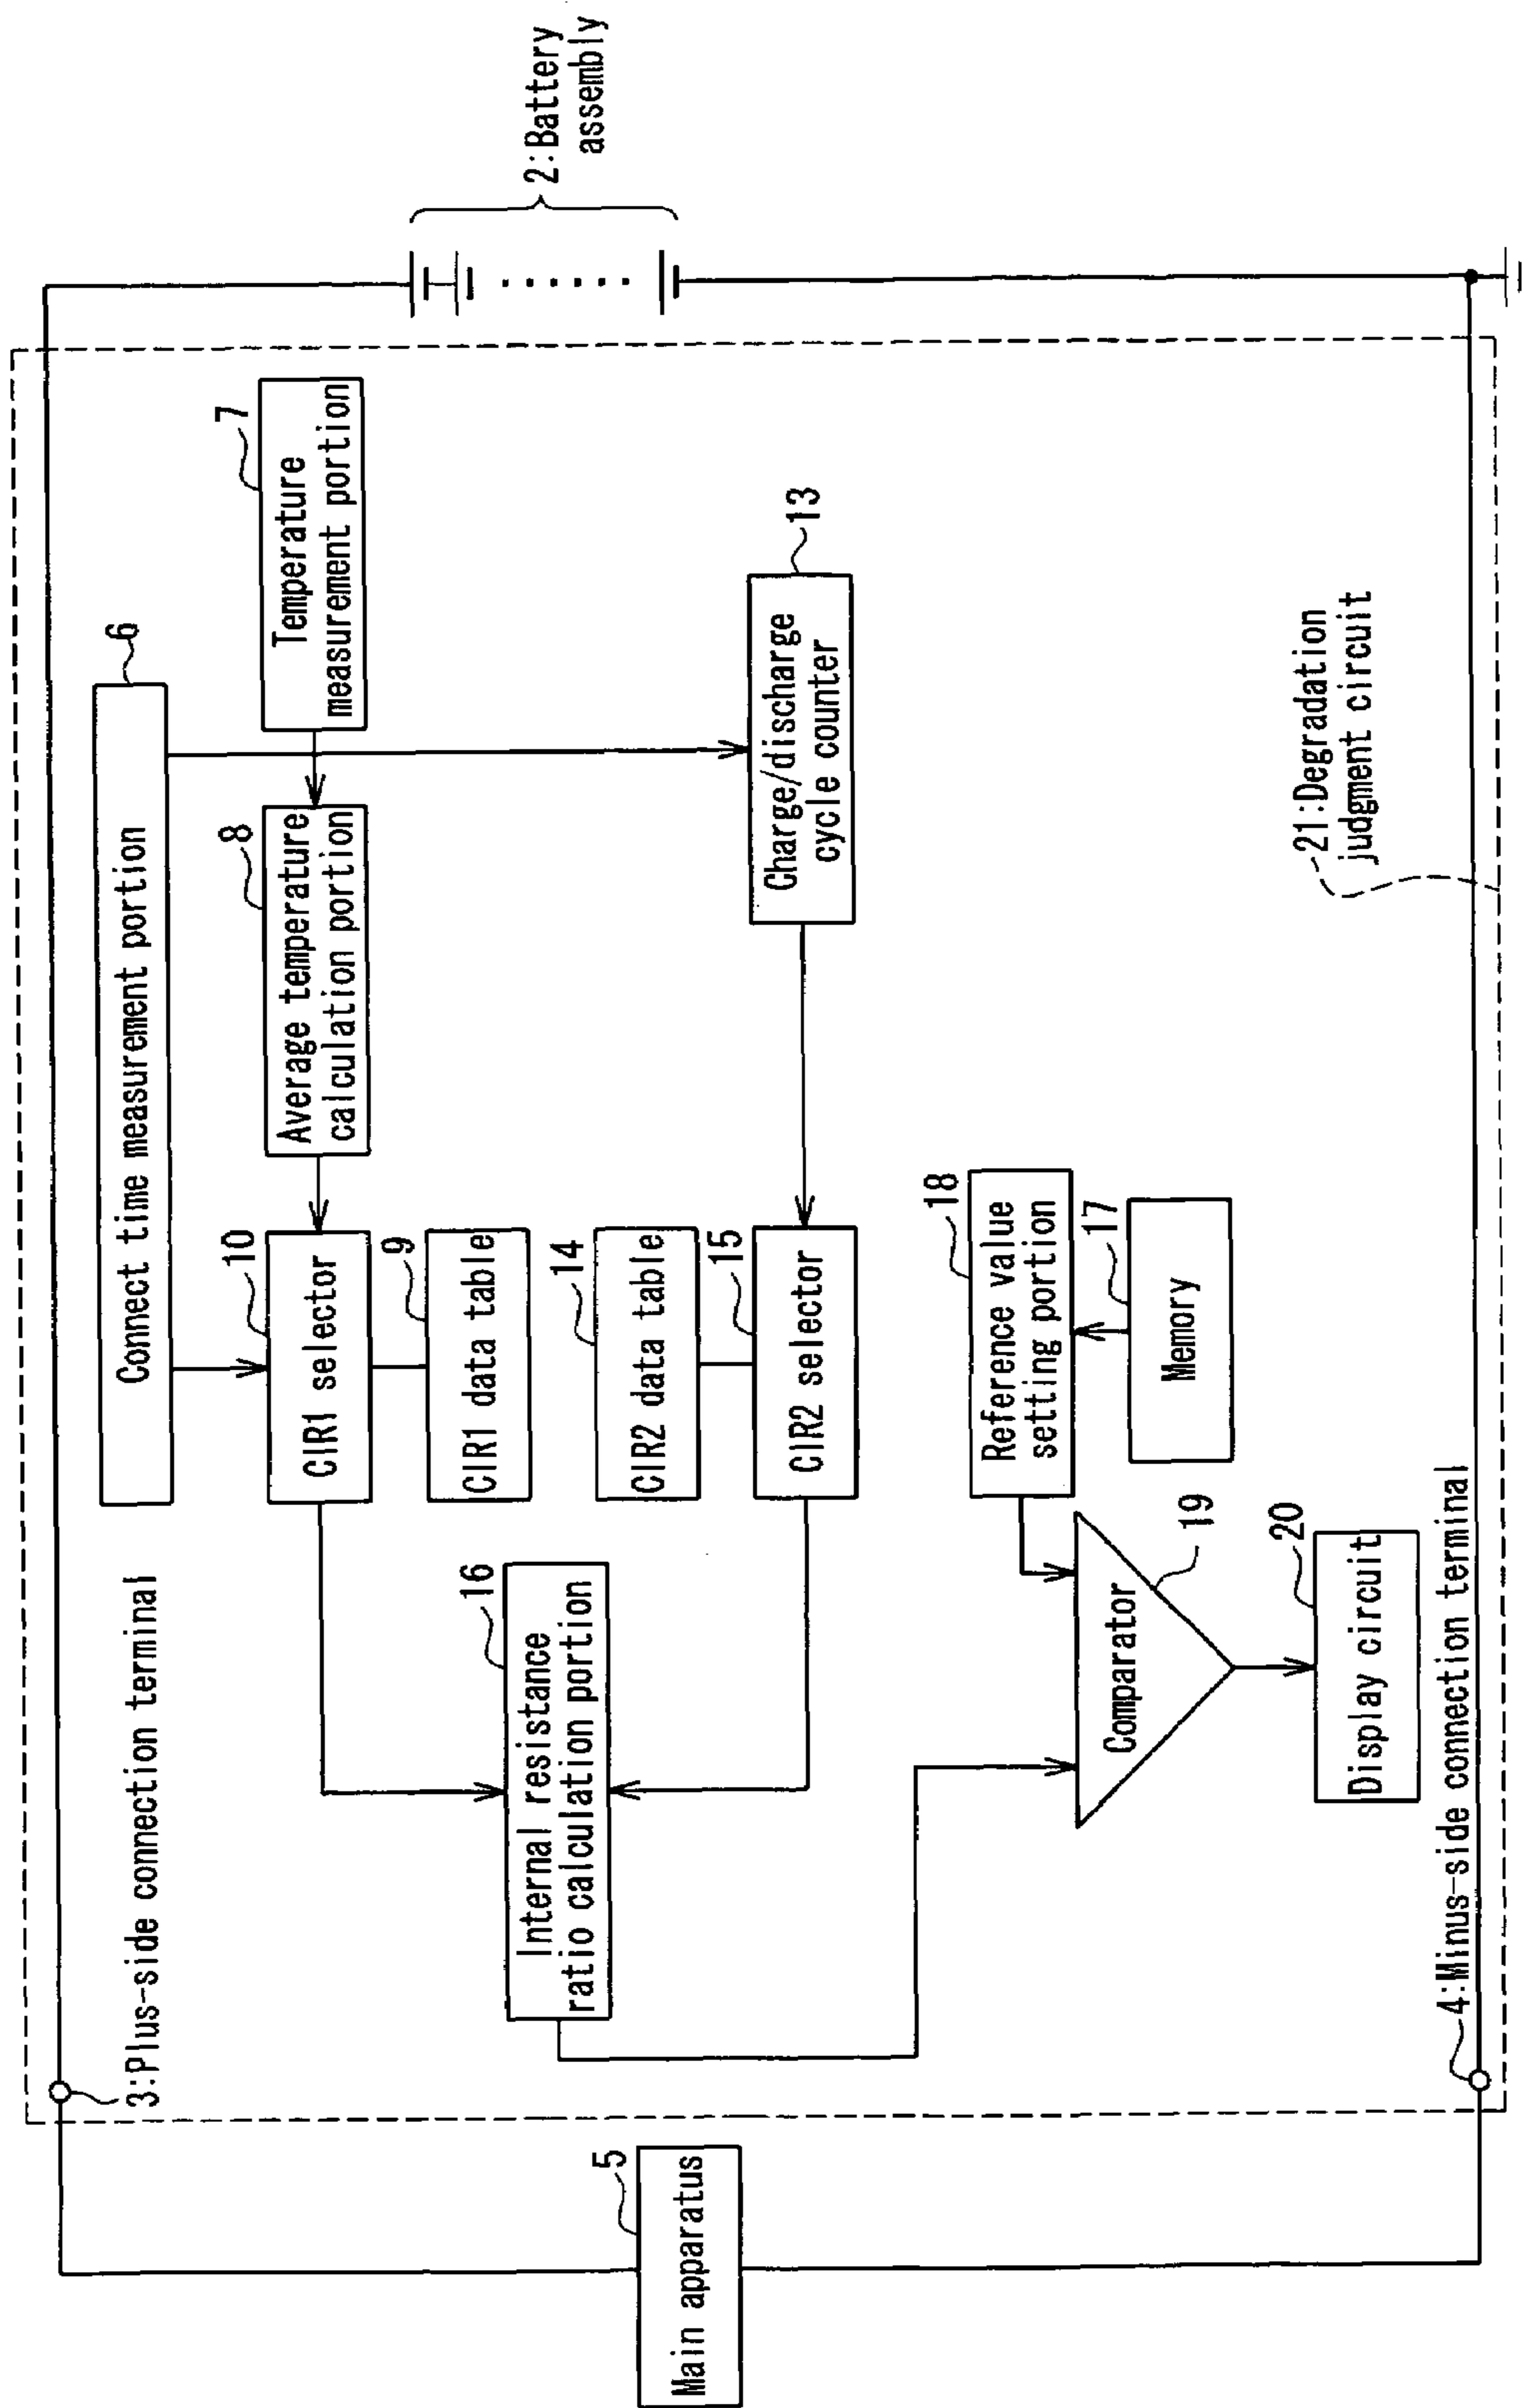 3:Plus-side connection terminal
6
Connect time measurement portion
7
Temperature
measurement portion
8
Average temperature
calculation portion
10
CIR1 selector
9
CIR1 data table
2:Battery
assembly
13
Charge/discharge
cycle counter
14
CIR2 data table
15
CIR2 selector
16
Internal resistance
ratio calculation portion
5
Main apparatus
18
Reference value
setting portion
17
Memory
19
Comparator
20
Display circuit
21:Degradation
judgment circuit
4:Minus-side connection terminal